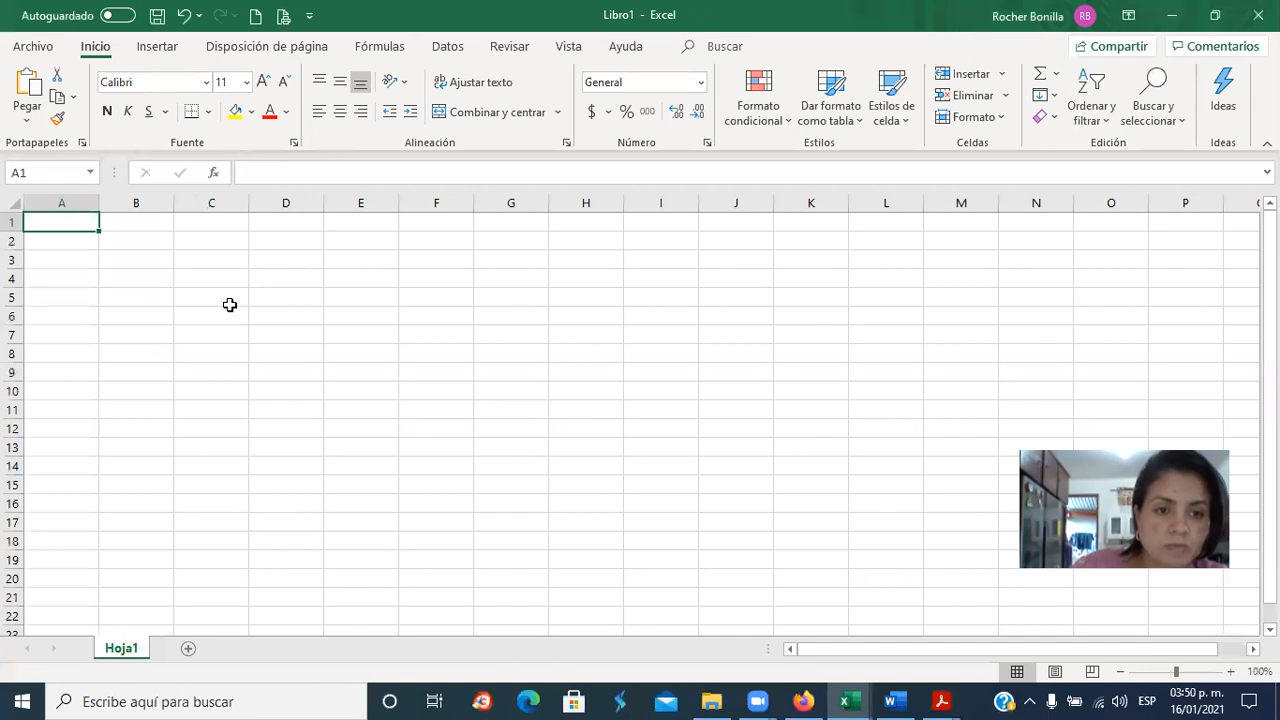 Autoguardado
Libro1 - Excel
Rocher Bonilla
RB
Archivo Inicio Insertar Disposición de página Fórmulas Datos Revisar Vista Ayuda Buscar Compartir Comentarios
Pegar
Portapapeles
Calibri 11
N K S
Fuente
Ajustar texto
Combinar y centrar
Alineación
General
$ % 000
Número
Formato
condicional
Dar formato
como tabla
Estilos de
celda
Estilos
Insertar
Eliminar
Formato
Celdas
Ordenar y
filtrar
Buscar y
seleccionar
Edición
Ideas
Ideas
A1 fx
A B C D E F G H I J K L M N O P
1
2
3
4
5
6
7
8
9
10
11
12
13
14
15
16
17
18
19
20
21
22
23
Hoja1
100%
Escribe aquí para buscar
ESP
03:50 p. m.
16/01/2021